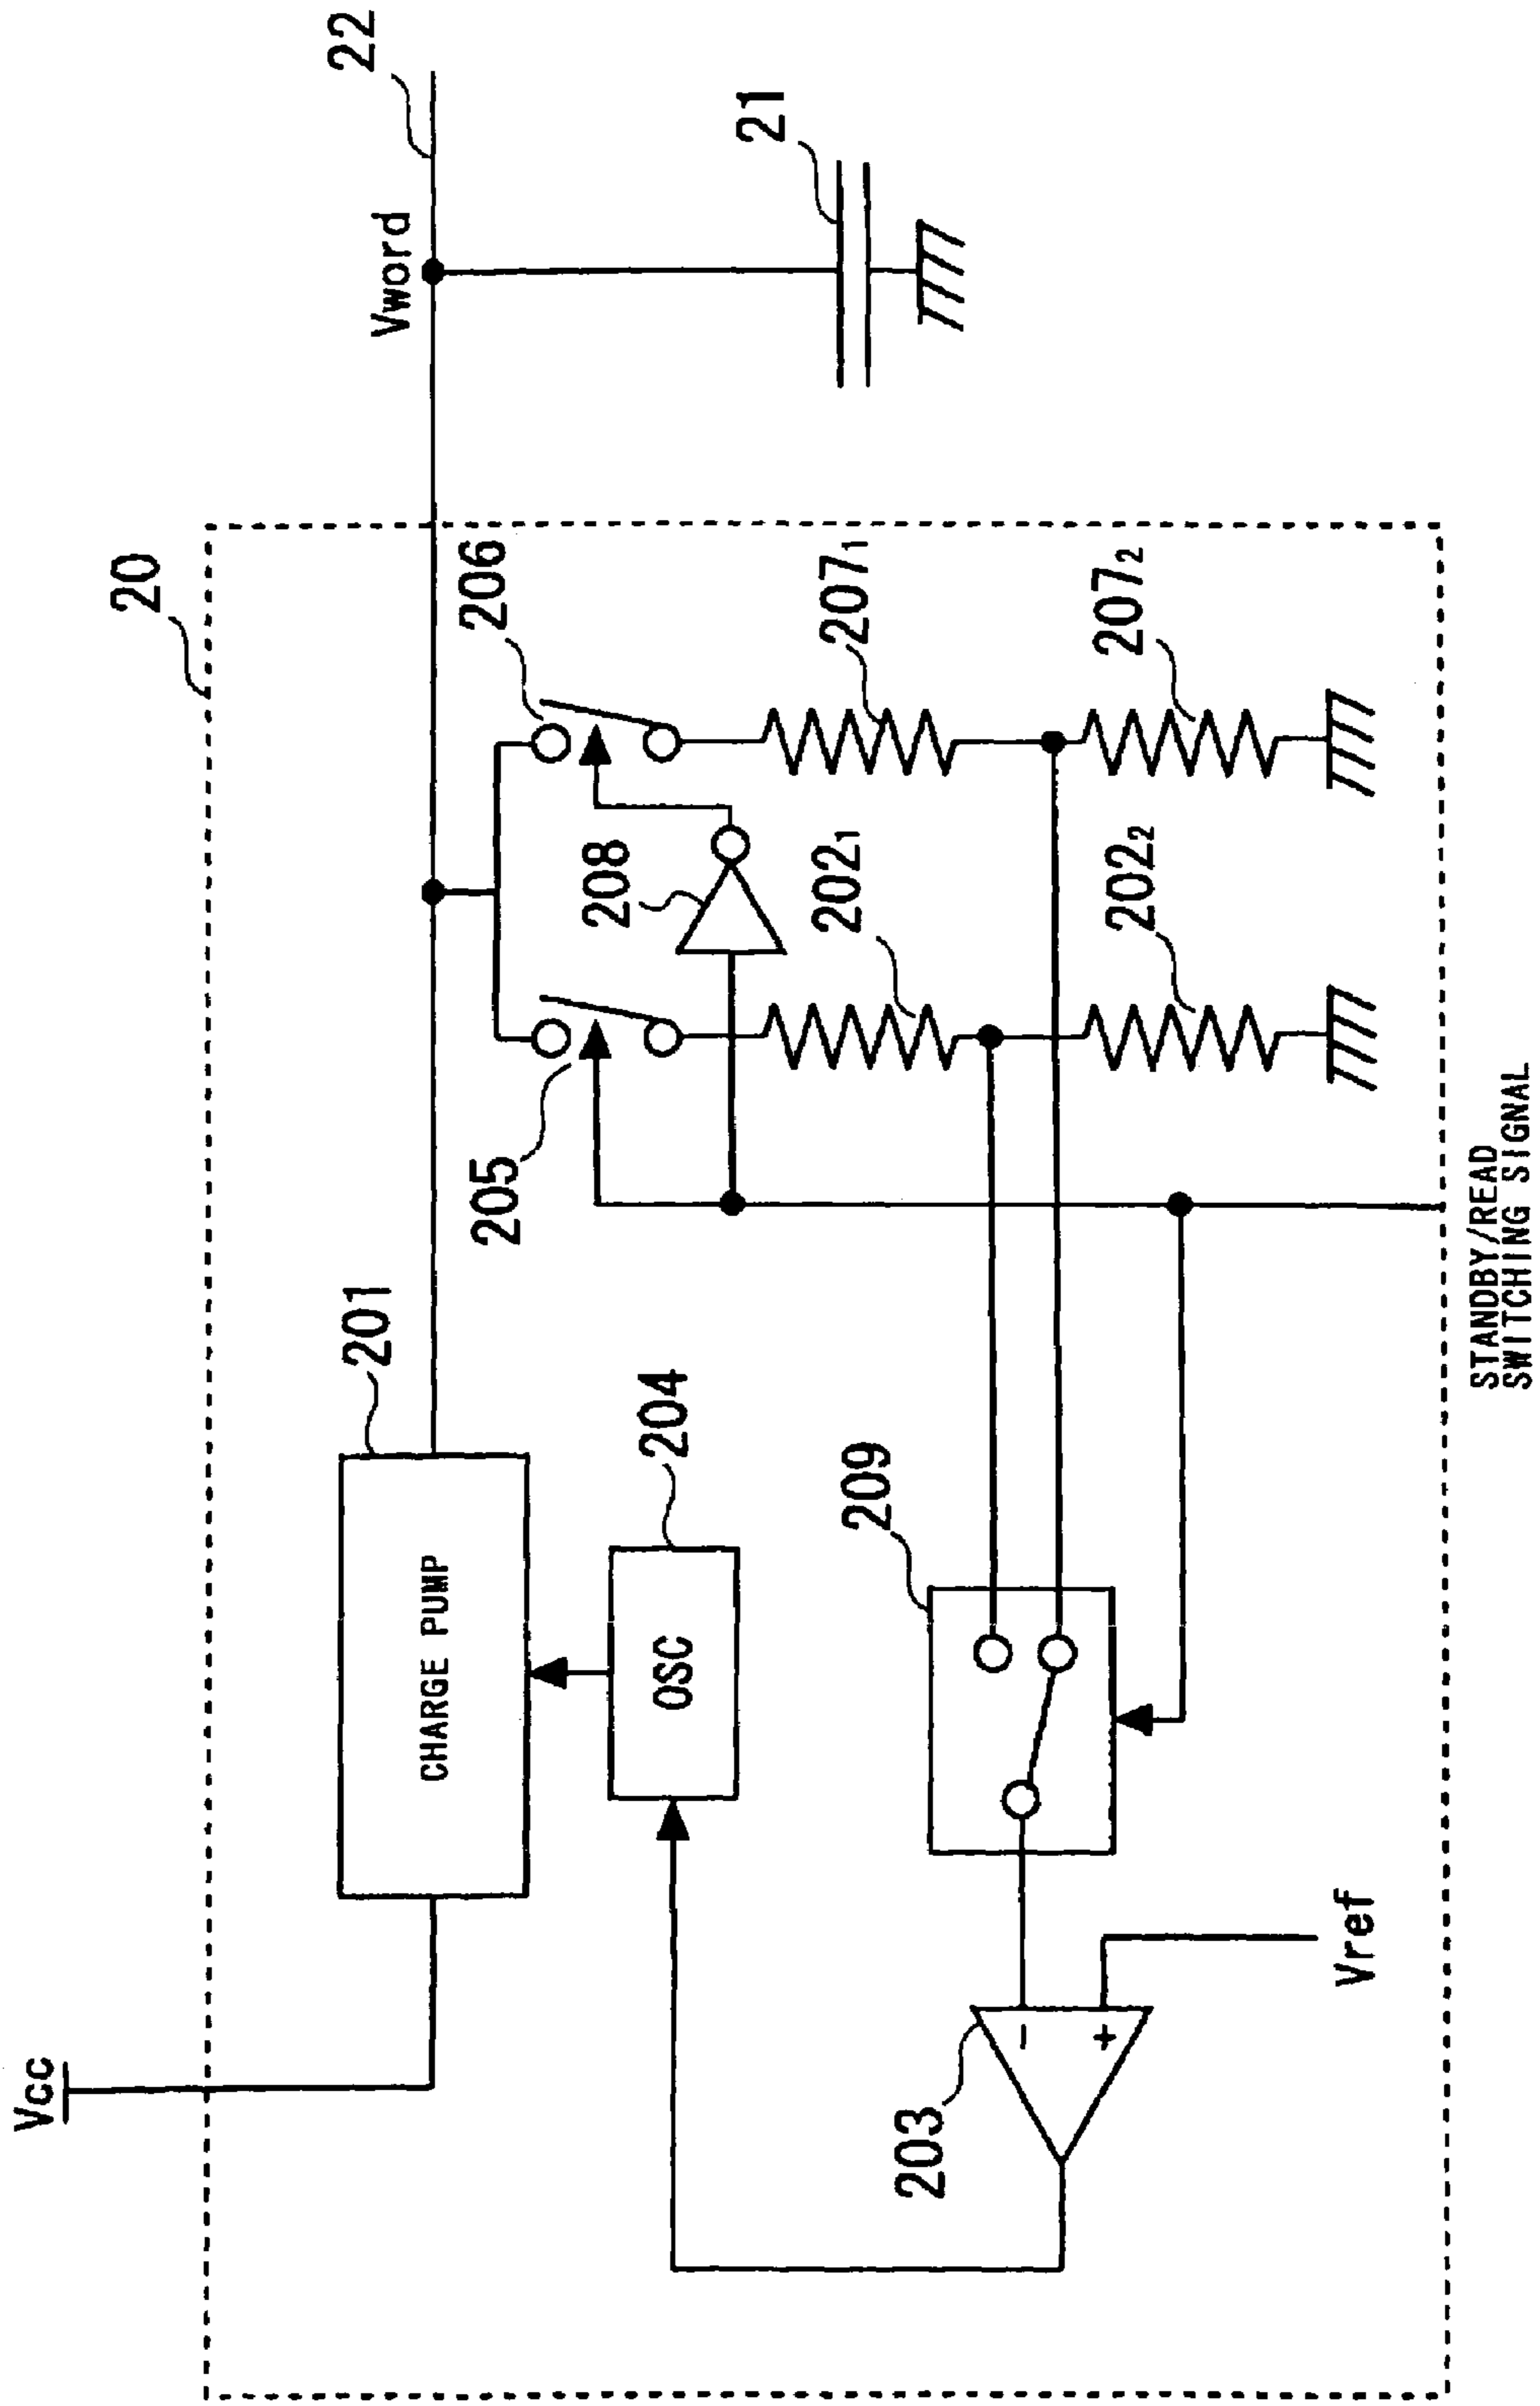 Vcc
20
201
CHARGE PUMP
Vword
22
204
OSC
205
206
208
21
209
202₁
207₁
203
-
+
Vref
202₂
207₂
STANDBY/READ
SWITCHING SIGNAL